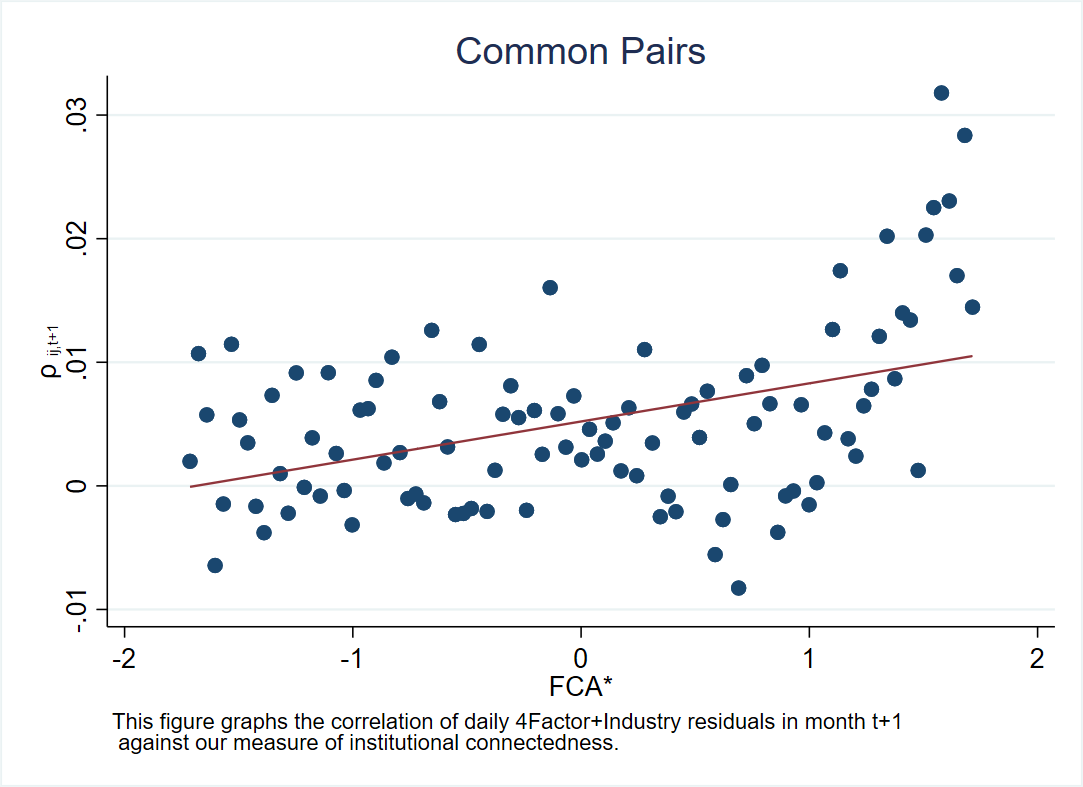 Common Pairs
ρ ij,t+1
.03
.02
.01
0
-.01
-2
-1
0
1
2
FCA*
This figure graphs the correlation of daily 4Factor+Industry residuals in month t+1
against our measure of institutional connectedness.